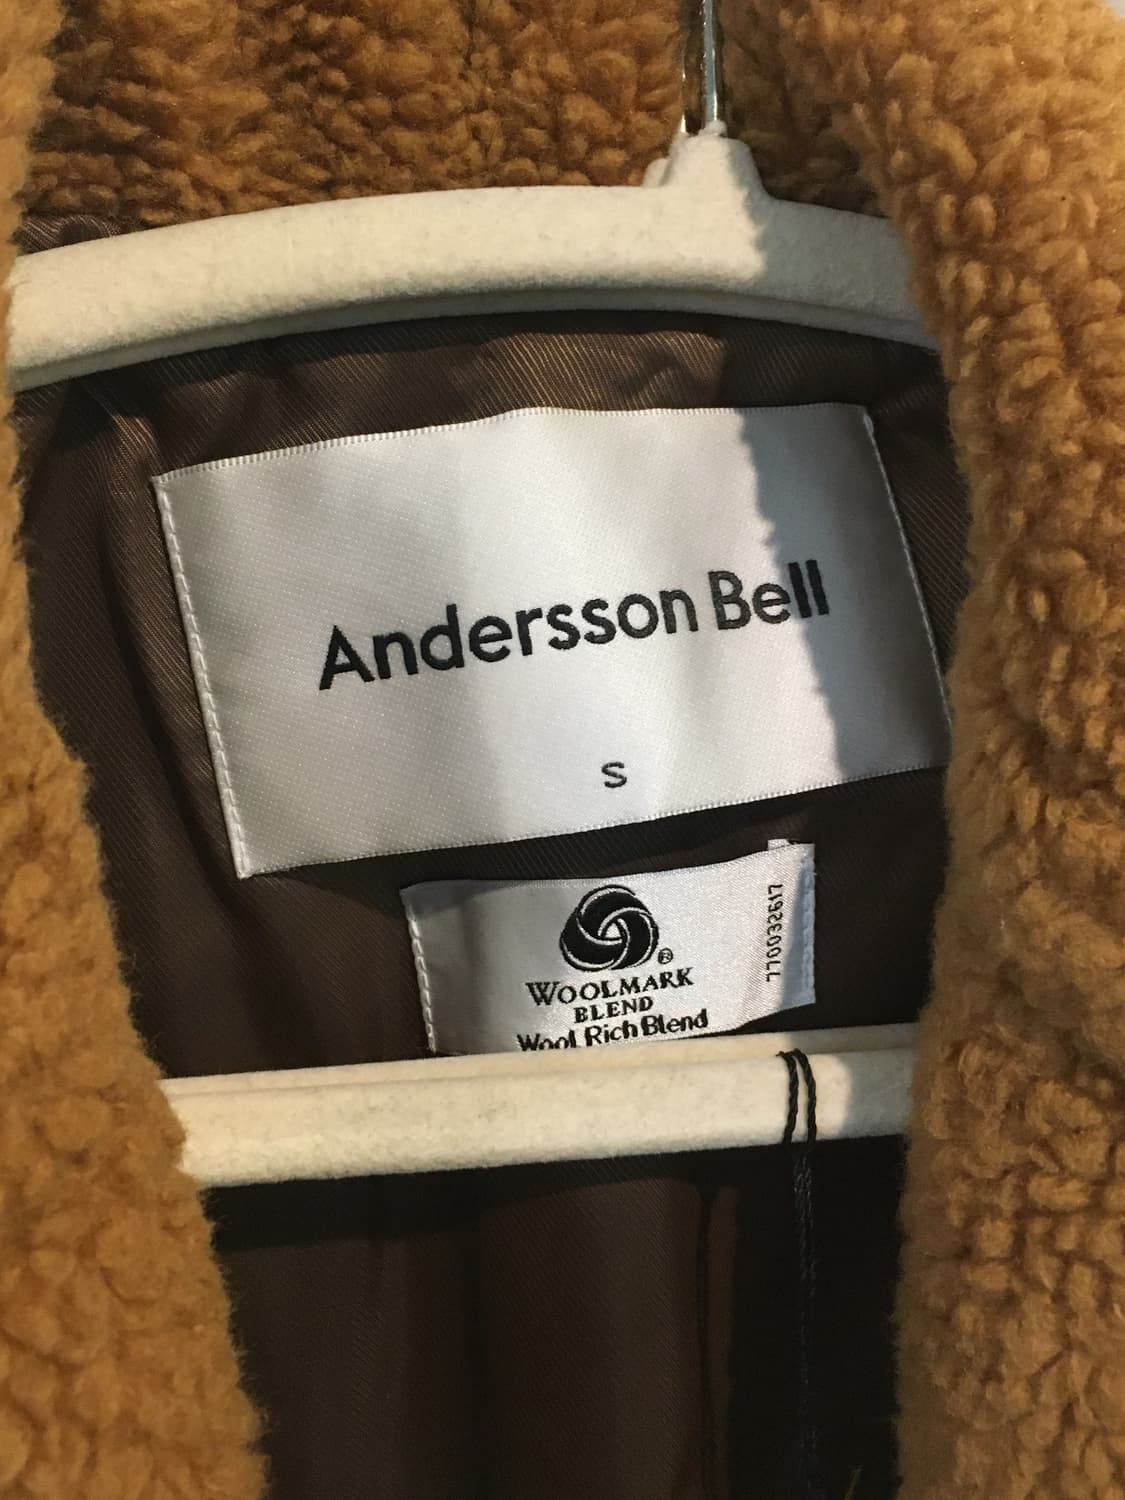 Andersson Bell
S
®
WOOLMARK
BLEND
Wool Rich Blend
770032617